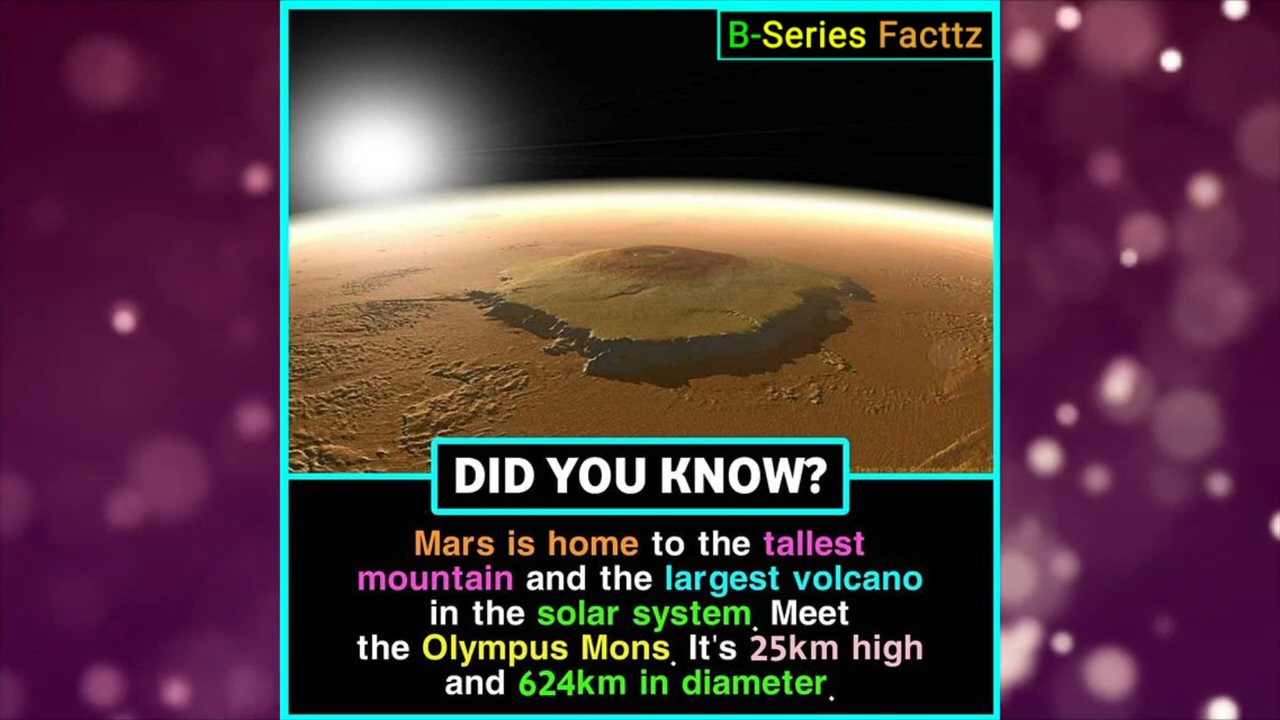 B-Series Facttz
DID YOU KNOW?
Mars is home to the tallest
mountain and the largest volcano
in the solar system. Meet
the Olympus Mons. It's 25km high
and 624km in diameter.